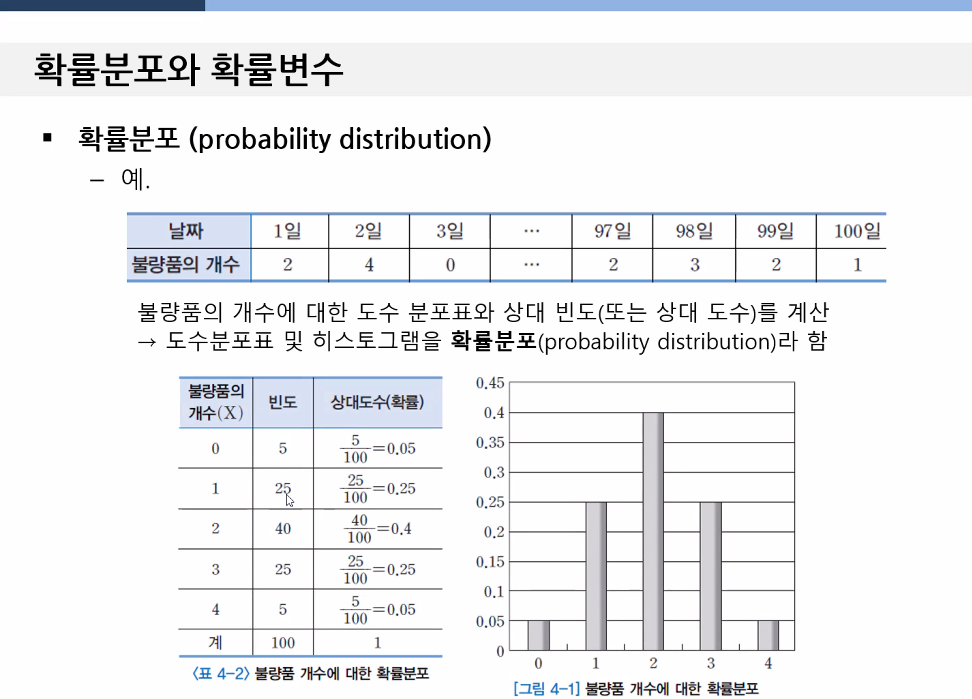 확률분포와 확률변수
▪ 확률분포 (probability distribution)
– 예.
날짜 1일 2일 3일 ··· 97일 98일 99일 100일
불량품의 개수 2 4 0 ··· 2 3 2 1
불량품의 개수에 대한 도수 분포표와 상대 빈도(또는 상대 도수)를 계산
→ 도수분포표 및 히스토그램을 확률분포(probability distribution)라 함
불량품의 개수(X) 빈도 상대도수(확률)
0 5 5/100=0.05
1 25 25/100=0.25
2 40 40/100=0.4
3 25 25/100=0.25
4 5 5/100=0.05
계 100 1
〈표 4-2〉 불량품 개수에 대한 확률분포
0.45
0.4
0.35
0.3
0.25
0.2
0.15
0.1
0.05
0
0 1 2 3 4
[그림 4-1] 불량품 개수에 대한 확률분포